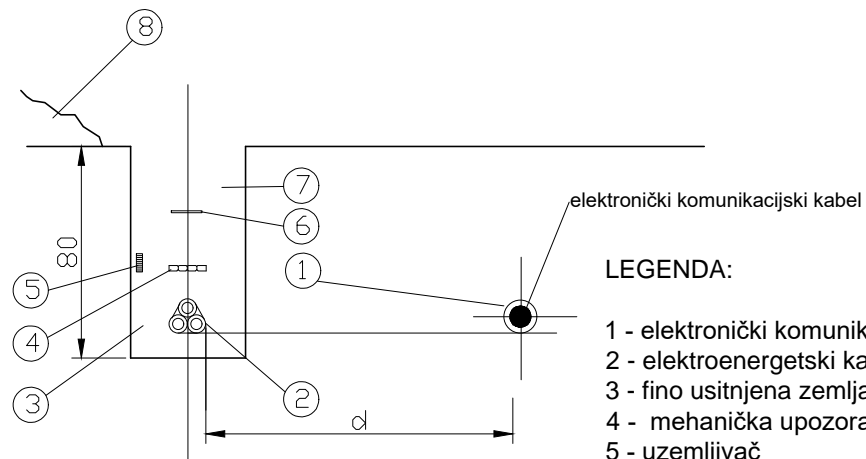 8
7
6
elektronički komunikacijski kabel
80
1
5
LEGENDA:
4
1 - elektronički komunik
2 - elektroenergetski ka
3
2
3 - fino usitnjena zemlja
d
4 - mehanička upozora
5 - uzemljivač